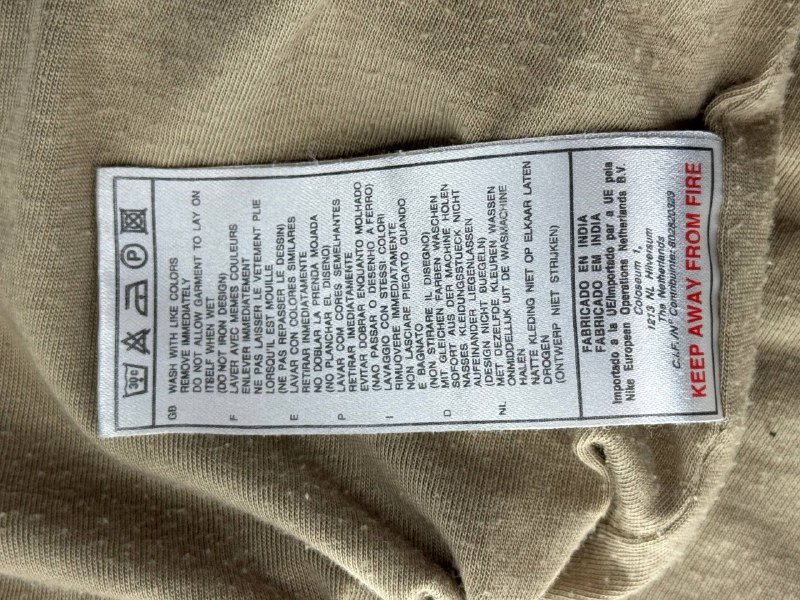 30°C
P
GB WASH WITH LIKE COLORS
REMOVE IMMEDIATELY
DO NOT ALLOW GARMENT TO LAY ON
ITSELF WHEN WET
(DO NOT IRON DESIGN)
F LAVER AVEC MEMES COULEURS
ENLEVER IMMEDIATEMENT
NE PAS LAISSER LE VETEMENT PLIE
LORSQU'IL EST MOUILLE
(NE PAS REPASSER LE DESSIN)
E LAVAR CON COLORES SIMILARES
RETIRAR INMEDIATAMENTE
NO DOBLAR LA PRENDA MOJADA
(NO PLANCHAR EL DISENO)
P LAVAR COM CORES SEMELHANTES
RETIRAR IMEDIATAMENTE
EVITAR DOBRAR ENQUANTO MOLHADO
(NAO PASSAR O DESENHO A FERRO)
I LAVAGGIO CON STESSI COLORI
RIMUOVERE IMMEDIATAMENTE
NON LASCIARE PIEGATO QUANDO
E BAGNATO
(NON STIRARE IL DISEGNO)
D MIT GLEICHEN FARBEN WASCHEN
SOFORT AUS DER MACHINE HOLEN
NASSES KLEIDUNGSSTUECK NICHT
AUFEINANDER LIEGENLASSEN
(DESIGN NICHT BUEGELN)
NL MET DEZELFDE KLEUREN WASSEN
ONMIDDELLIJK UIT DE WASMACHINE
HALEN
NATTE KLEDING NIET OP ELKAAR LATEN
DROGEN
(ONTWERP NIET STRIJKEN)
FABRICADO EN INDIA
FABRICADO EM INDIA
Importado a la UE/Importado par a UE pela
Nike European Operations Netherlands B.V.
Colosseum 1,
1213 NL Hilversum
The Netherlands
C.I.F./Nº Contribuinte:
KEEP AWAY FROM FIRE